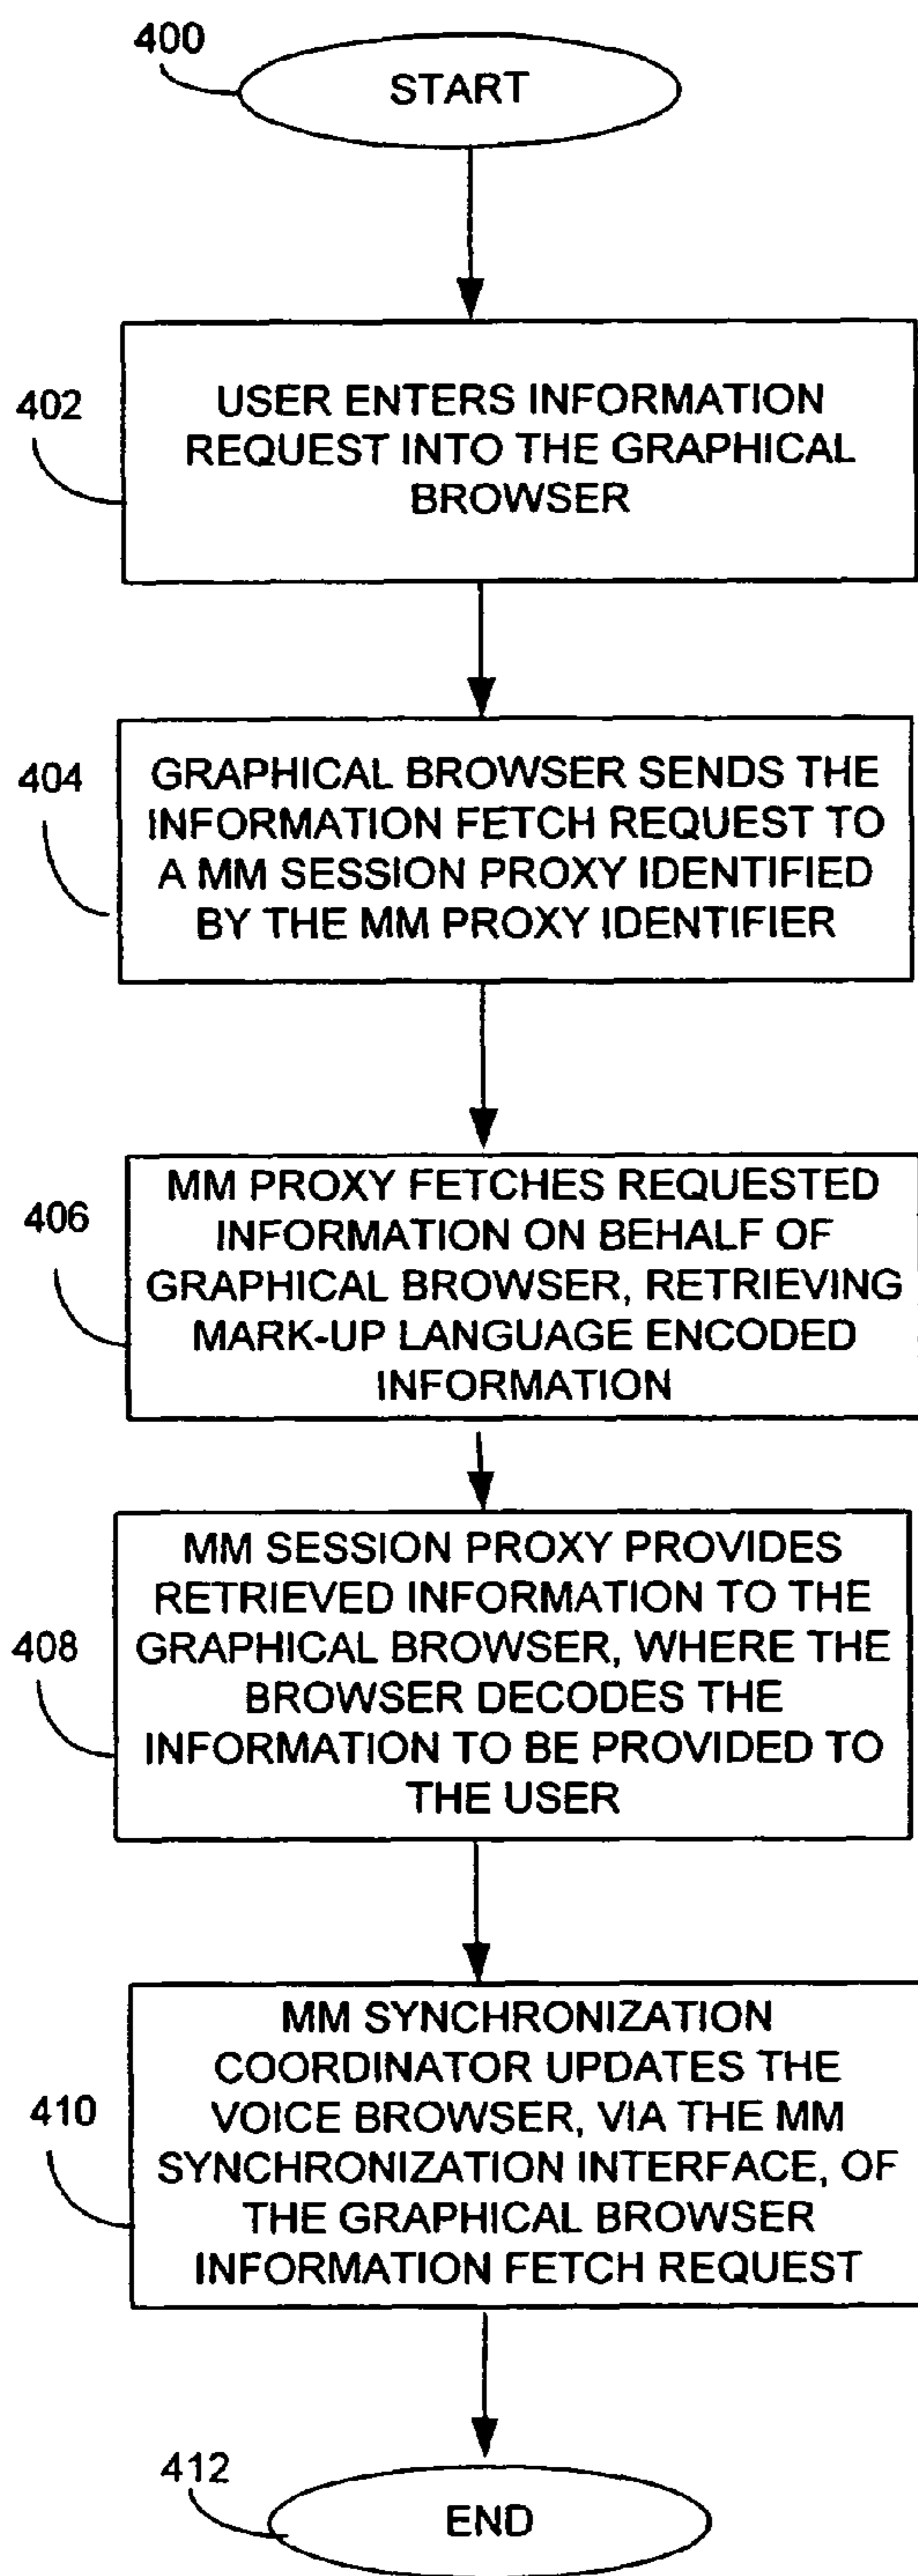 400
START
402
USER ENTERS INFORMATION
REQUEST INTO THE GRAPHICAL
BROWSER
404
GRAPHICAL BROWSER SENDS THE
INFORMATION FETCH REQUEST TO
A MM SESSION PROXY IDENTIFIED
BY THE MM PROXY IDENTIFIER
406
MM PROXY FETCHES REQUESTED
INFORMATION ON BEHALF OF
GRAPHICAL BROWSER, RETRIEVING
MARK-UP LANGUAGE ENCODED
INFORMATION
408
MM SESSION PROXY PROVIDES
RETRIEVED INFORMATION TO THE
GRAPHICAL BROWSER, WHERE THE
BROWSER DECODES THE
INFORMATION TO BE PROVIDED TO
THE USER
410
MM SYNCHRONIZATION
COORDINATOR UPDATES THE
VOICE BROWSER, VIA THE MM
SYNCHRONIZATION INTERFACE, OF
THE GRAPHICAL BROWSER
INFORMATION FETCH REQUEST
412
END